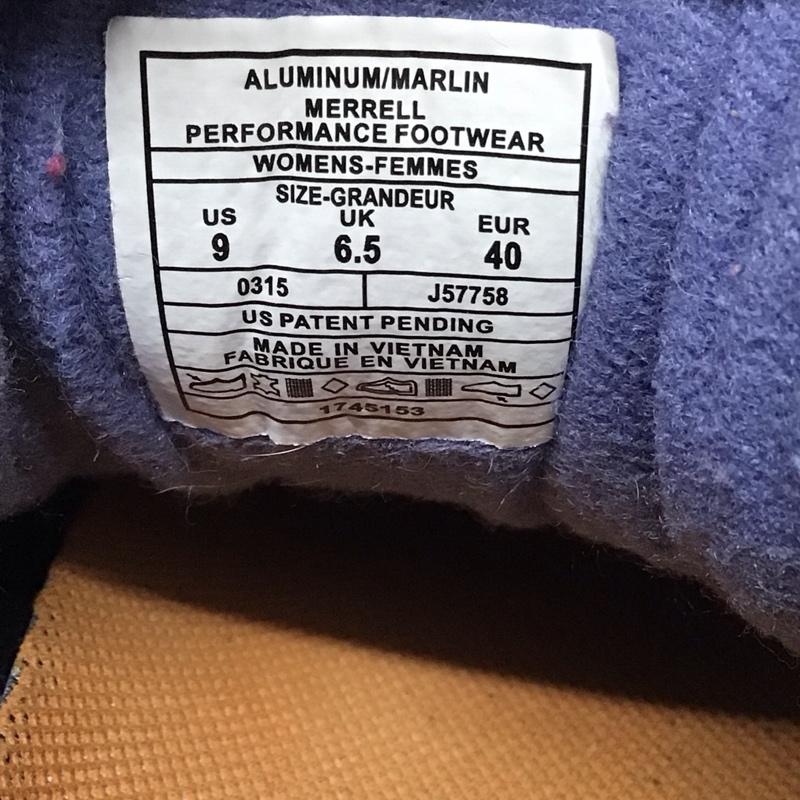 ALUMINUM/MARLIN
MERRELL
PERFORMANCE FOOTWEAR
WOMENS-FEMMES
SIZE-GRANDEUR
US UK EUR
9 6.5 40
0315 J57758
US PATENT PENDING
MADE IN VIETNAM
FABRIQUE EN VIETNAM
1745153